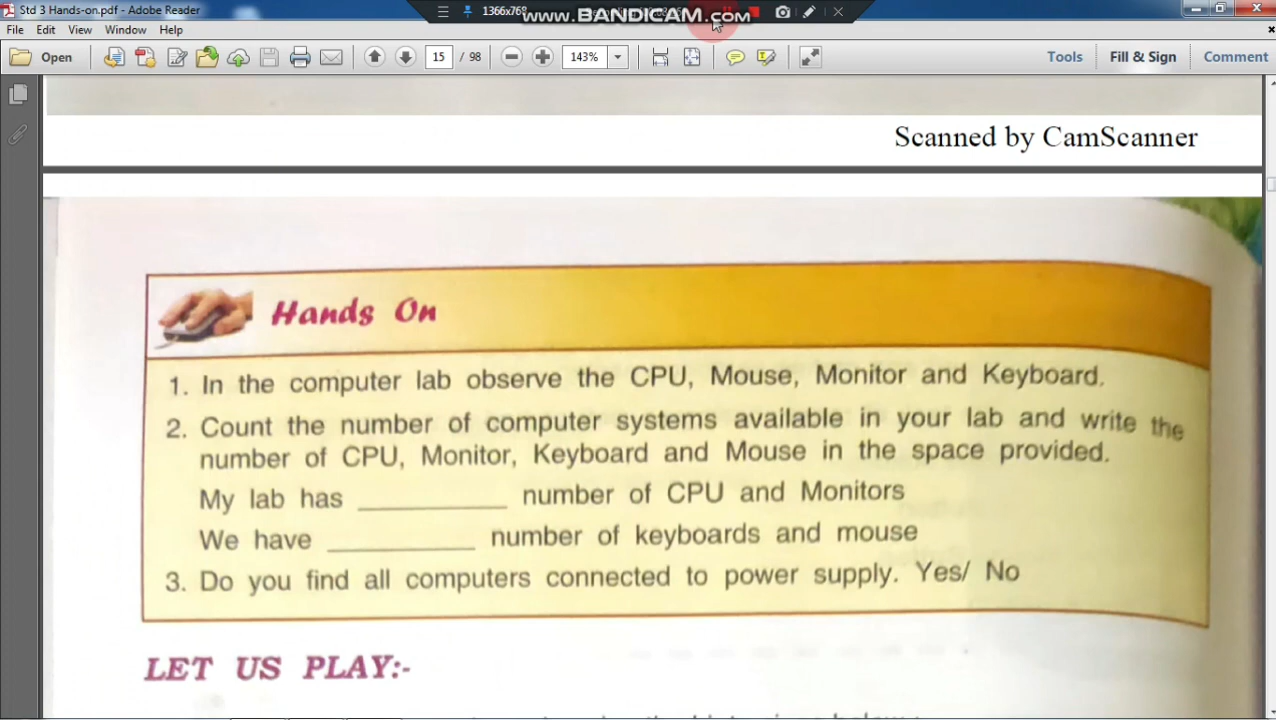 Std 3 Hands-on.pdf - Adobe Reader
1366x768
www.BANDICAM.com
File Edit View Window Help
Open 15 / 98 143% Tools Fill & Sign Comment
Scanned by CamScanner
Hands On
1. In the computer lab observe the CPU, Mouse, Monitor and Keyboard.
2. Count the number of computer systems available in your lab and write the
number of CPU, Monitor, Keyboard and Mouse in the space provided.
My lab has __________ number of CPU and Monitors
We have __________ number of keyboards and mouse
3. Do you find all computers connected to power supply. Yes/ No
LET US PLAY:-